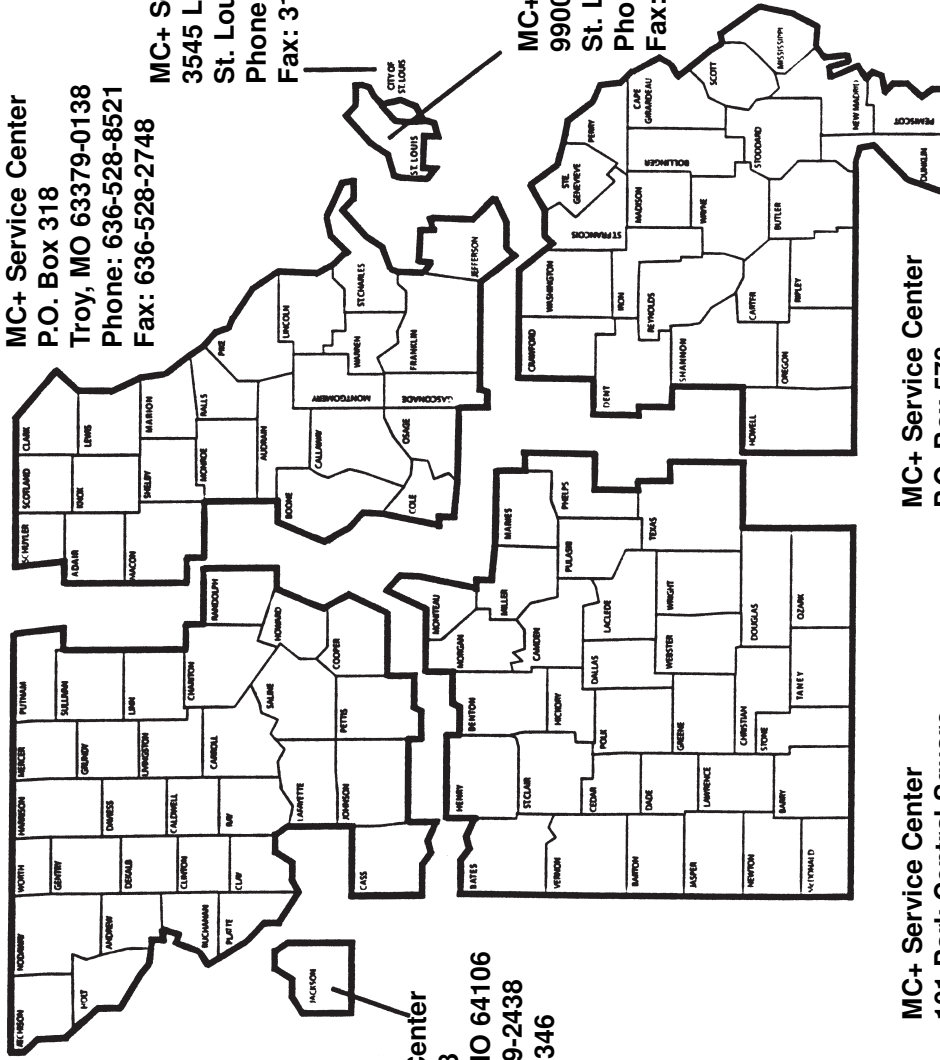 MC+ Service Center
P.O. Box 318
Troy, MO 63379-0138
Phone: 636-528-8521
Fax: 636-528-2748
MC+ S
3545 L
St. Lou
Phone
Fax: 31
MC+
9900
St. L
Pho
Fax:
CITY OF
ST. LOUIS
ST. LOUIS
ATCHISON
NODAWAY
WORTH
HARRISON
MERCER
PUTNAM
HOLT
GENTRY
GRUNDY
SULLIVAN
ANDREW
DEKALB
DAVIESS
LIVINGSTON
LINN
BUCHANAN
CLINTON
CALDWELL
CARROLL
CHARITON
PLATTE
CLAY
RAY
SALINE
RANDOLPH
HOWARD
COOPER
LAFAYETTE
PETTIS
JOHNSON
CASS
JACKSON
SCHUYLER
SCOTLAND
CLARK
ADAIR
KNOX
LEWIS
MACON
SHELBY
MARION
MONROE
RALLS
PIKE
AUDRAIN
BOONE
CALLAWAY
MONTGOMERY
LINCOLN
WARREN
ST.CHARLES
COLE
OSAGE
GASCONADE
FRANKLIN
JEFFERSON
BATES
HENRY
BENTON
MORGAN
MONITEAU
MILLER
MARIES
PHELPS
VERNON
ST.CLAIR
HICKORY
CAMDEN
PULASKI
CEDAR
POLK
DALLAS
LACLEDE
TEXAS
BARTON
DADE
GREENE
WEBSTER
WRIGHT
JASPER
LAWRENCE
CHRISTIAN
DOUGLAS
NEWTON
STONE
TANEY
OZARK
BARRY
McDONALD
CRAWFORD
WASHINGTON
ST FRANCOIS
STE.
GENEVIEVE
PERRY
DENT
IRON
MADISON
BOLLINGER
CAPE
GIRARDEAU
SHANNON
REYNOLDS
WAYNE
SCOTT
MISSISSIPPI
STODDARD
HOWELL
OREGON
CARTER
RIPLEY
BUTLER
NEW MADRID
PEMISCOT
DUNKLIN
enter
MO 64106
9-2438
346
MC+ Service Center
MC+ Service Center